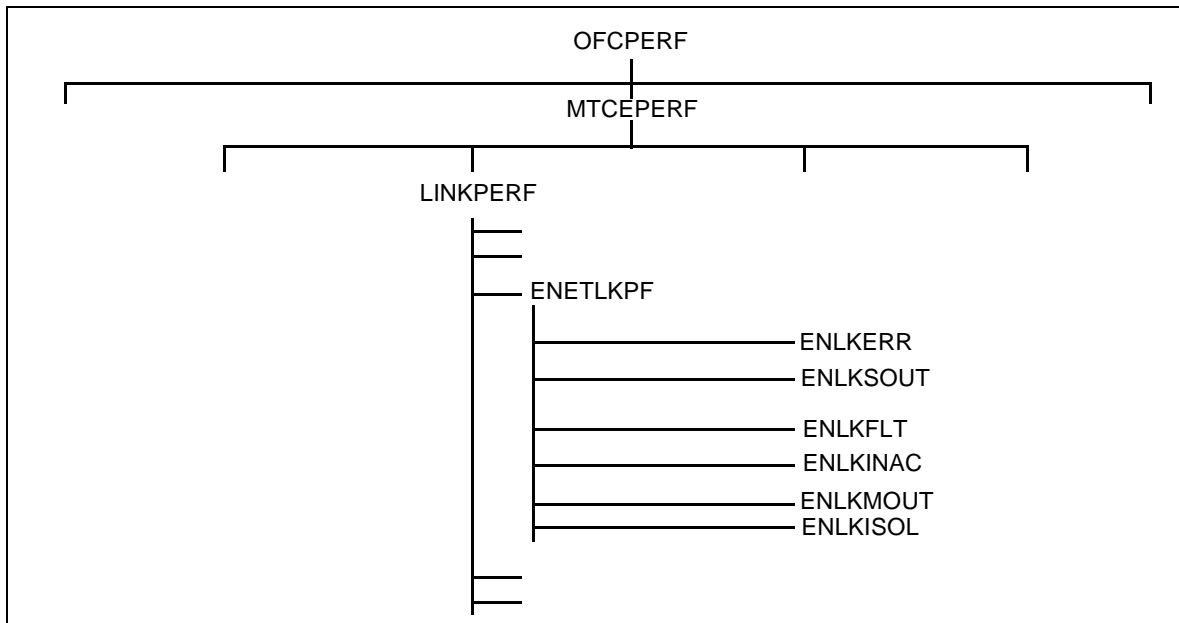 OFCPERF
MTCEPERF
LINKPERF
ENETLKPF
ENLKERR
ENLKSOUT
ENLKFLT
ENLKINAC
ENLKMOUT
ENLKISOL